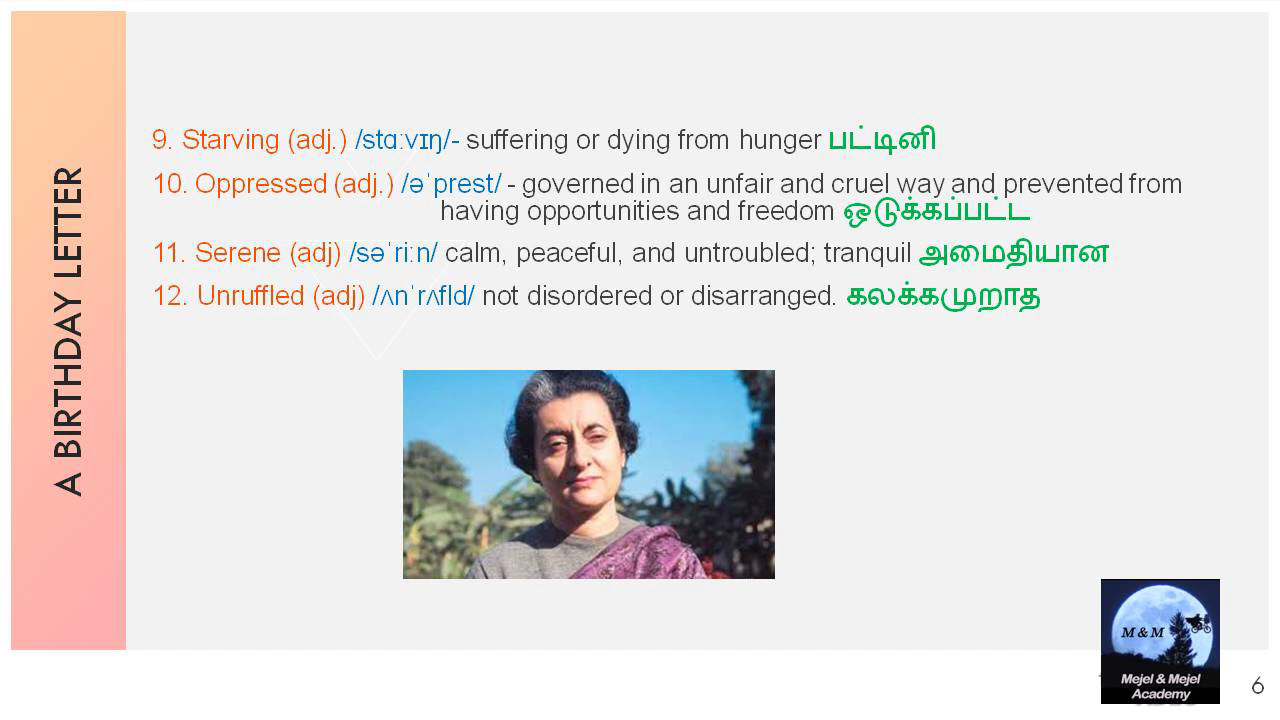 A BIRTHDAY LETTER
9. Starving (adj.) /stɑːvɪŋ/- suffering or dying from hunger பட்டினி
10. Oppressed (adj.) /əˈprest/ - governed in an unfair and cruel way and prevented from
having opportunities and freedom ஒடுக்கப்பட்ட
11. Serene (adj) /səˈriːn/ calm, peaceful, and untroubled; tranquil அமைதியான
12. Unruffled (adj) /ʌnˈrʌfld/ not disordered or disarranged. கலக்கமுறாத
M & M
Mejel & Mejel
Academy
6